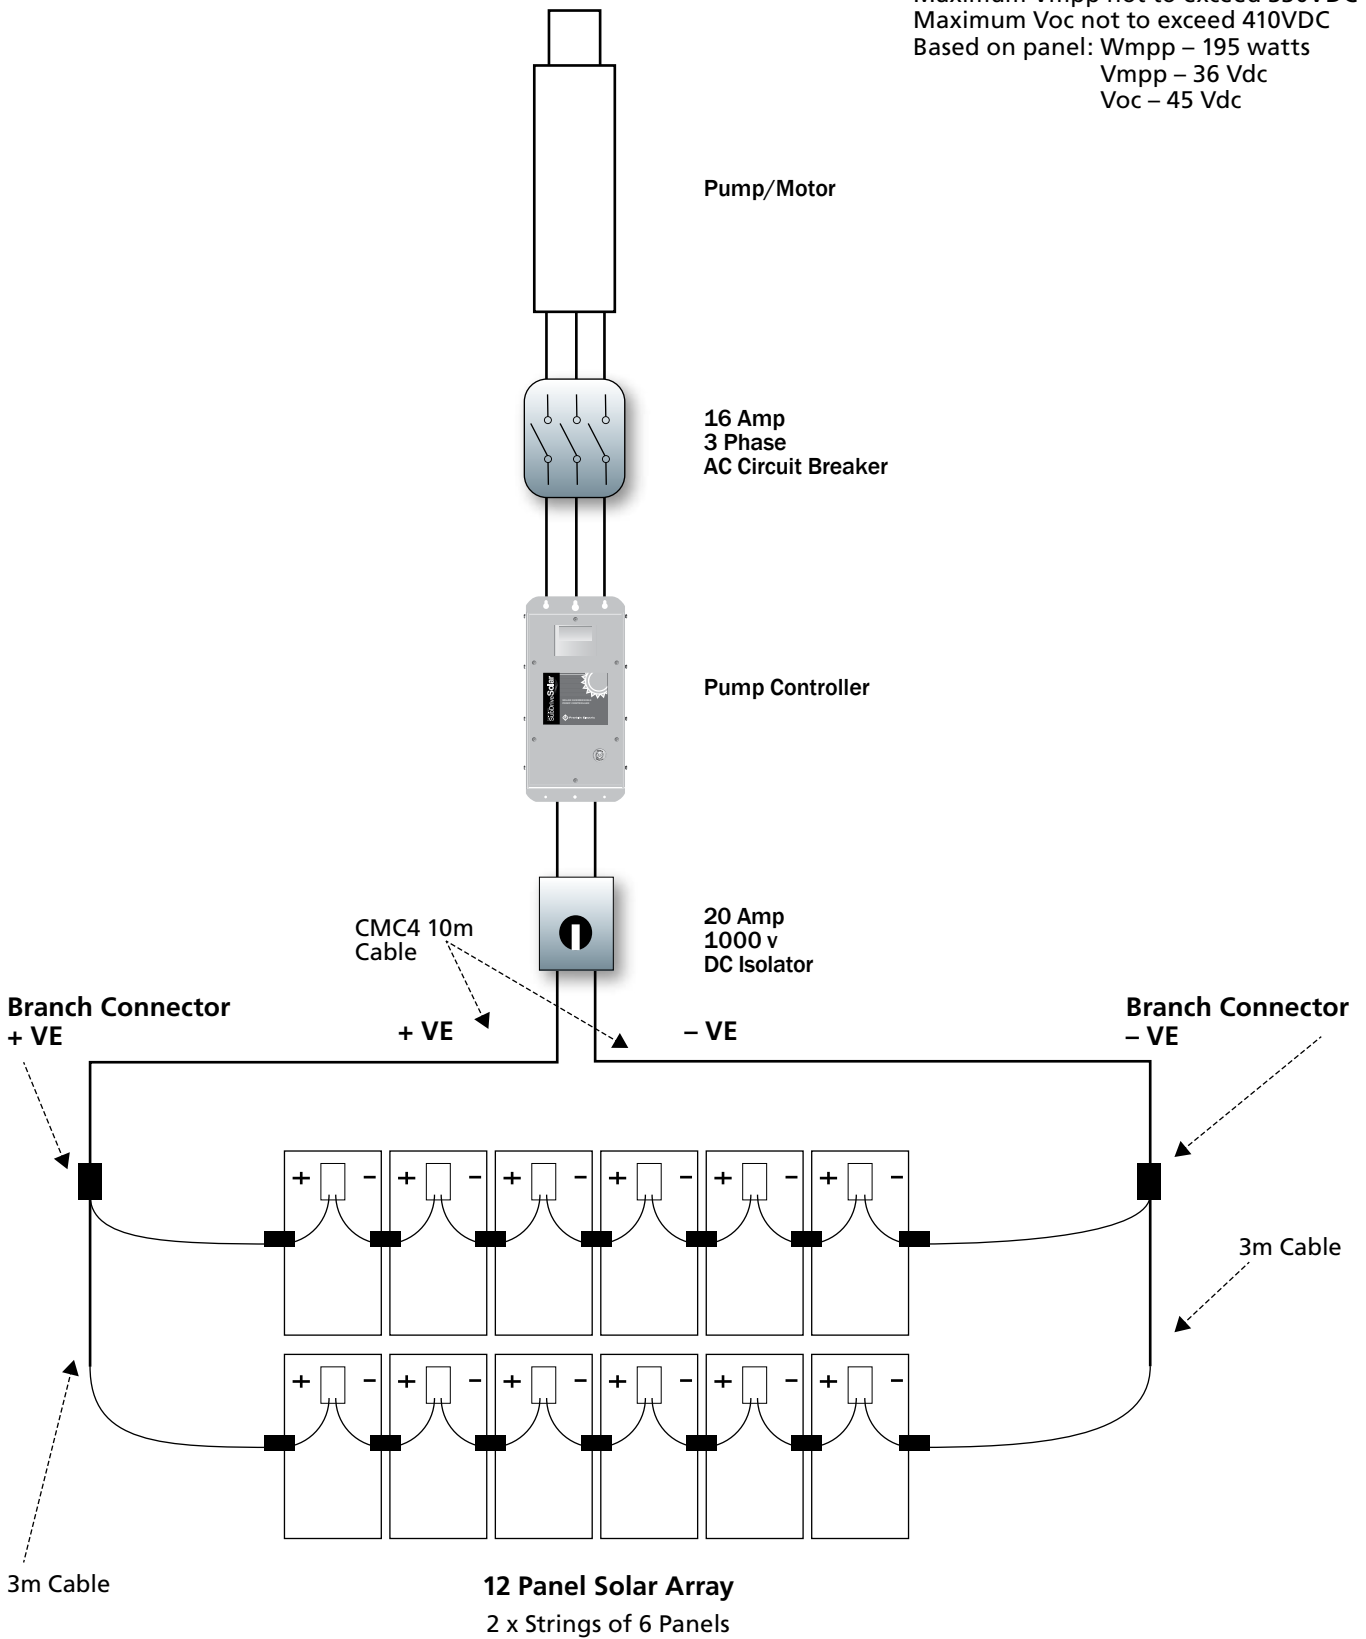 Maximum Voc not to exceed 410VDC
Based on panel: Wmpp – 195 watts
Vmpp – 36 Vdc
Voc – 45 Vdc
Pump/Motor
16 Amp
3 Phase
AC Circuit Breaker
SubDriveSolar
Pump Controller
20 Amp
1000 v
DC Isolator
CMC4 10m
Cable
Branch Connector
+ VE
+ VE
– VE
Branch Connector
– VE
+ – + – + – + – + – + –
3m Cable
+ – + – + – + – + – + –
3m Cable
12 Panel Solar Array
2 x Strings of 6 Panels